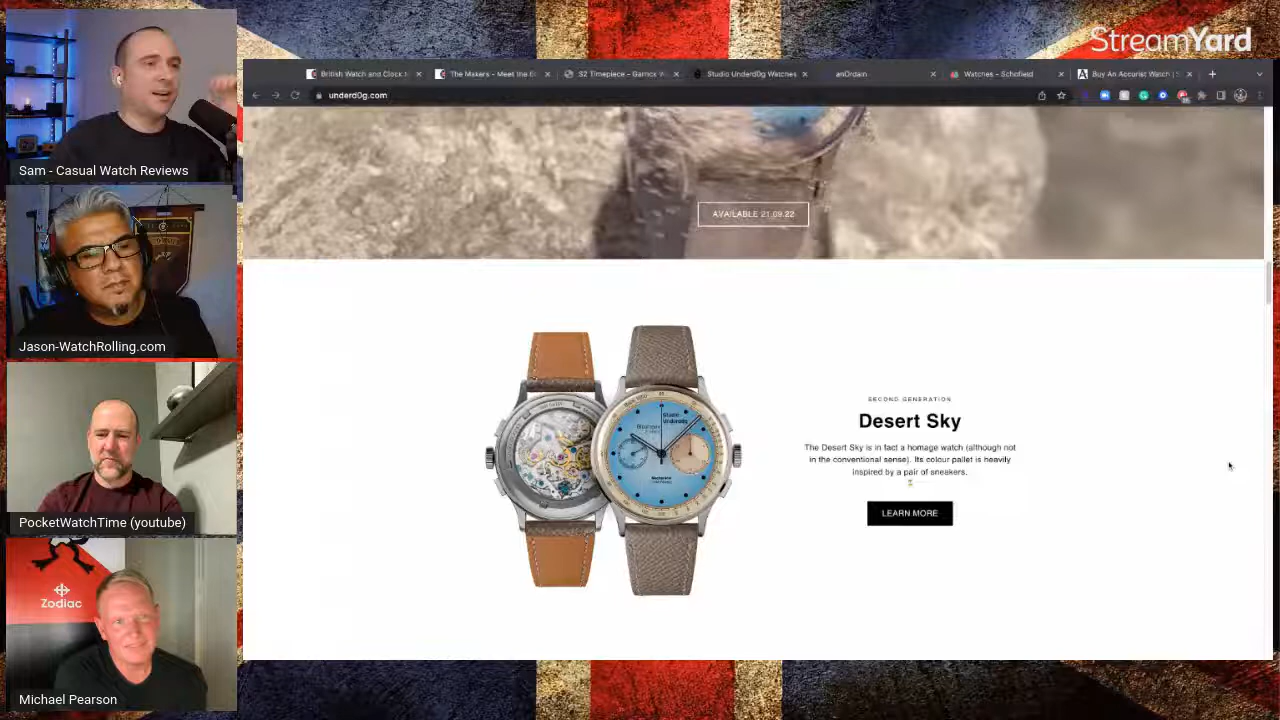 StreamYard
British Watch and Clock
The Makers - Meet the
S2 Timepiece - Garrick W
Studio Underd0g Watches
anOrdain
Watches - Schofield
Buy An Accurist Watch |
underd0g.com
AVAILABLE 21.09.22
SECOND GENERATION
Desert Sky
The Desert Sky is in fact a homage watch (although not
in the conventional sense). Its colour pallet is heavily
inspired by a pair of sneakers.
LEARN MORE
Studio
Underd0g
Sam - Casual Watch Reviews
Jason-WatchRolling.com
PocketWatchTime (youtube)
Zodiac
Michael Pearson